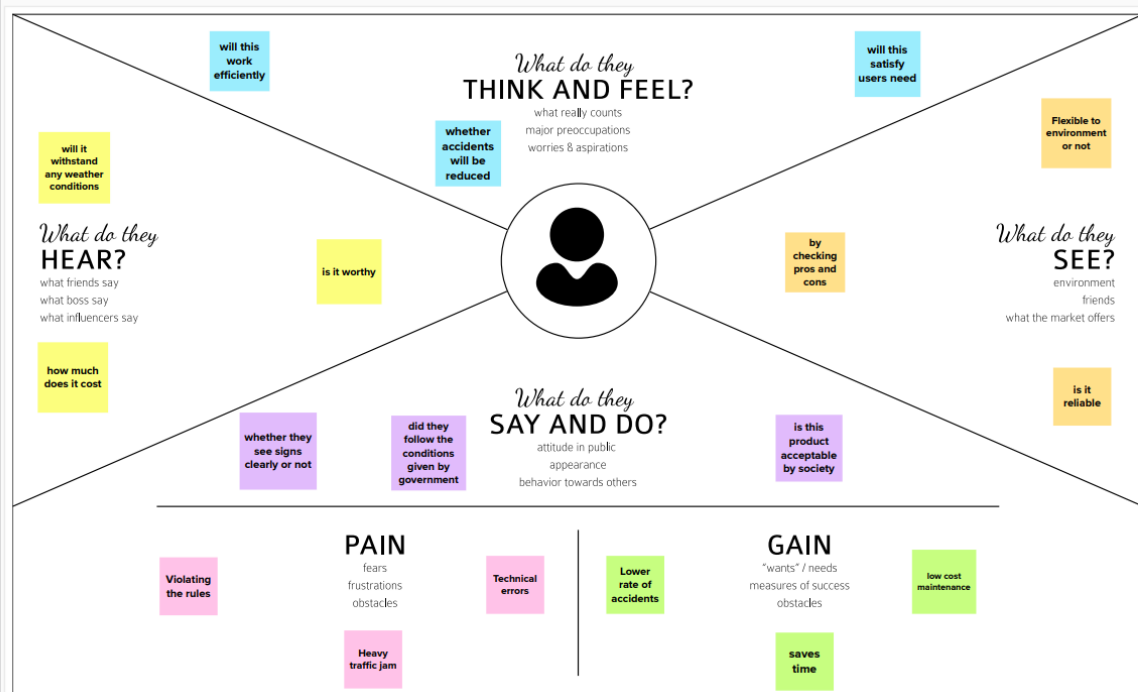 will this
work
efficiently
What do they
THINK AND FEEL?
what really counts
major preoccupations
worries & aspirations
will this
satisfy
users need
whether
accidents
will be
reduced
will it
withstand
any weather
conditions
What do they
HEAR?
what friends say
what boss say
what influencers say
is it worthy
how much
does it cost
Flexible to
environment
or not
by
checking
pros and
cons
What do they
SEE?
environment
friends
what the market offers
is it
reliable
What do they
SAY AND DO?
attitude in public
appearance
behavior towards others
whether they
see signs
clearly or not
did they
follow the
conditions
given by
government
is this
product
acceptable
by society
PAIN
fears
frustrations
obstacles
Violating
the rules
Technical
errors
Heavy
traffic jam
GAIN
"wants" / needs
measures of success
obstacles
Lower
rate of
accidents
low cost
maintenance
saves
time